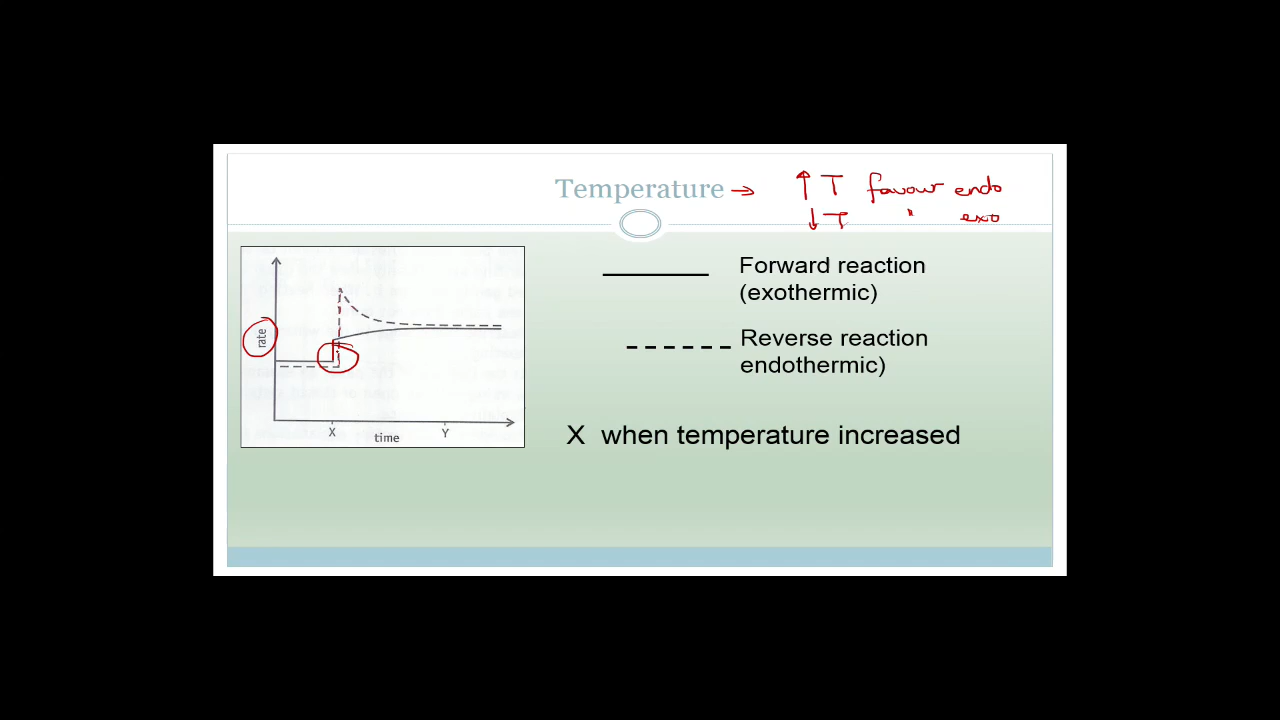 Temperature → ↑ T favour endo
↓ T " exo
rate
X
Y
time
Forward reaction
(exothermic)
Reverse reaction
endothermic)
X when temperature increased